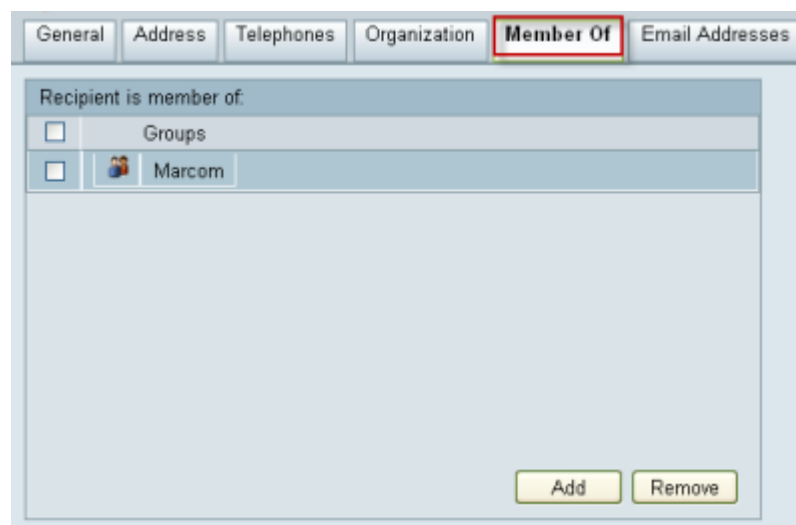 General Address Telephones Organization Member Of Email Addresses
Recipient is member of:
Groups
Marcom
Add Remove